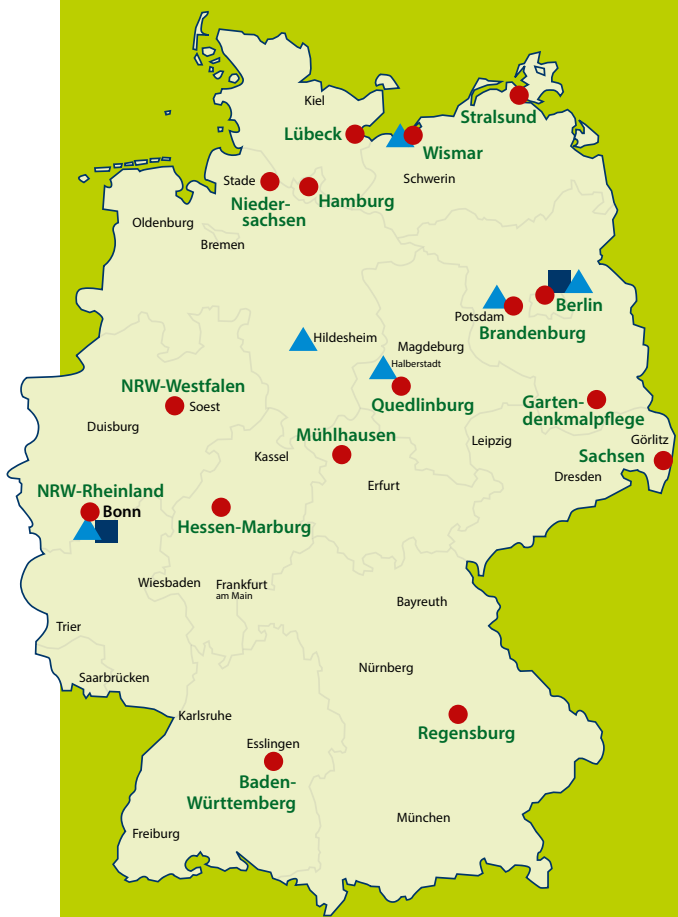 Kiel
Stralsund
Lübeck
Wismar
Schwerin
Stade
Nieder-
sachsen
Hamburg
Oldenburg
Bremen
Berlin
Potsdam
Brandenburg
Hildesheim
Magdeburg
Halberstadt
Quedlinburg
NRW-Westfalen
Soest
Duisburg
Garten-
denkmalpflege
Görlitz
Sachsen
Dresden
Leipzig
Mühlhausen
Kassel
Erfurt
NRW-Rheinland
Bonn
Hessen-Marburg
Wiesbaden
Frankfurt
am Main
Bayreuth
Trier
Saarbrücken
Nürnberg
Karlsruhe
Regensburg
Esslingen
Baden-
Württemberg
München
Freiburg